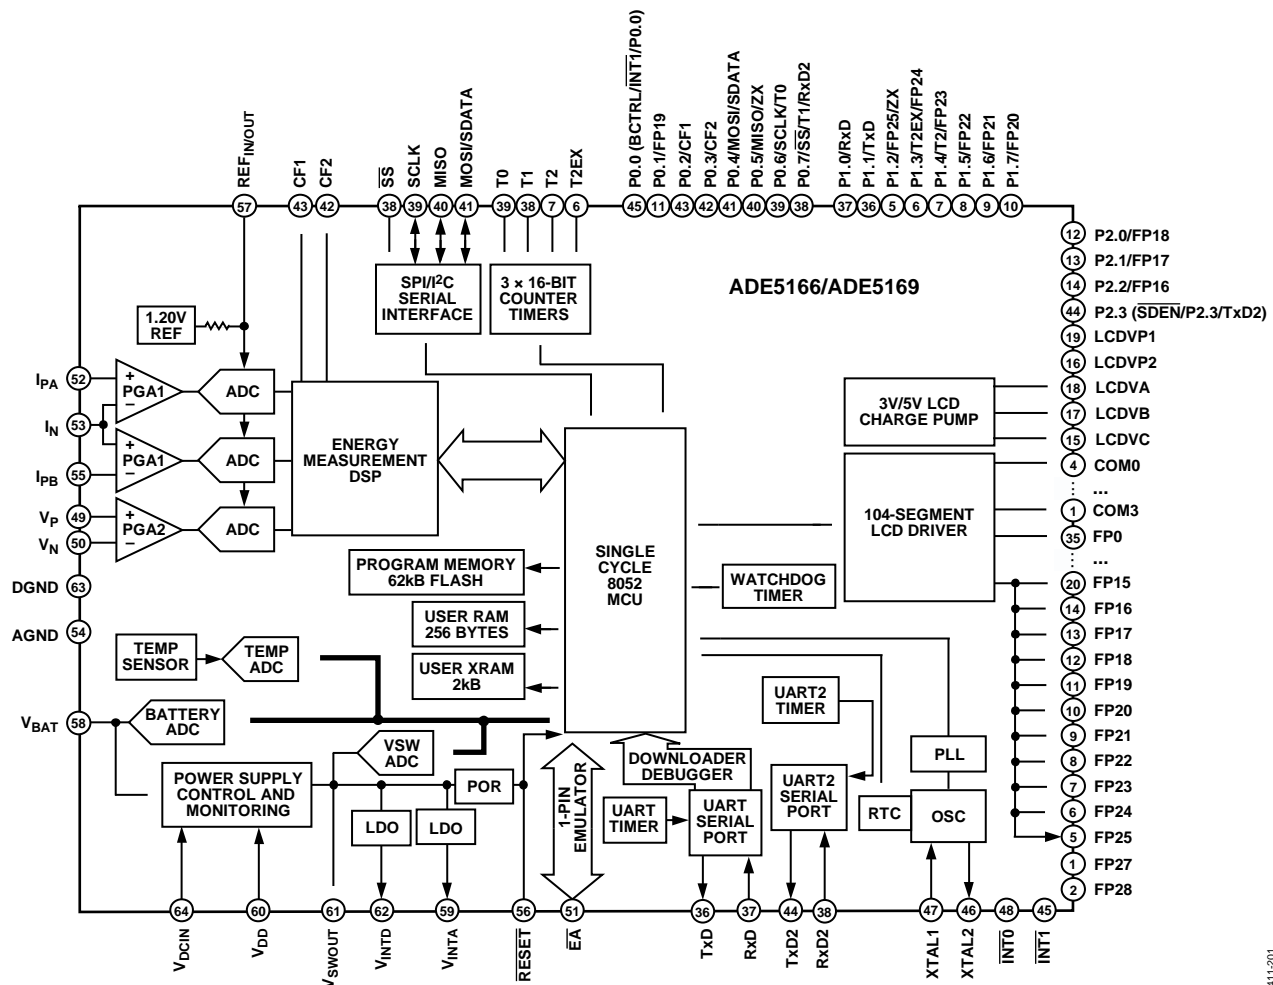 REFIN/OUT
CF1
CF2
SS
SCLK
MISO
MOSI/SDATA
T0
T1
T2
T2EX
P0.0 (BCTRL/INT1/P0.0)
P0.1/FP19
P0.2/CF1
P0.3/CF2
P0.4/MOSI/SDATA
P0.5/MISO/ZX
P0.6/SCLK/T0
P0.7/SS/T1/RxD2
P1.0/RxD
P1.1/TxD
P1.2/FP25/ZX
P1.3/T2EX/FP24
P1.4/T2/FP23
P1.5/FP22
P1.6/FP21
P1.7/FP20
57
43
42
38
39
40
41
39
38
7
6
45
11
43
42
41
40
39
38
37
36
5
6
7
8
9
10
12 P2.0/FP18
13 P2.1/FP17
14 P2.2/FP16
44 P2.3 (SDEN/P2.3/TxD2)
19 LCDVP1
16 LCDVP2
18 LCDVA
17 LCDVB
15 LCDVC
4 COM0
...
1 COM3
35 FP0
...
20 FP15
14 FP16
13 FP17
12 FP18
11 FP19
10 FP20
9 FP21
8 FP22
7 FP23
6 FP24
5 FP25
1 FP27
2 FP28
ADE5166/ADE5169
SPI/I2C
SERIAL
INTERFACE
3 × 16-BIT
COUNTER
TIMERS
1.20V
REF
IPA 52
IN 53
IPB 55
VP 49
VN 50
DGND 63
AGND 54
VBAT 58
+
PGA1
–
ADC
+
PGA1
–
ADC
+
PGA2
–
ADC
ENERGY
MEASUREMENT
DSP
3V/5V LCD
CHARGE PUMP
104-SEGMENT
LCD DRIVER
SINGLE
CYCLE
8052
MCU
PROGRAM MEMORY
62kB FLASH
USER RAM
256 BYTES
USER XRAM
2kB
WATCHDOG
TIMER
TEMP
SENSOR
TEMP
ADC
BATTERY
ADC
VSW
ADC
POWER SUPPLY
CONTROL AND
MONITORING
POR
LDO
LDO
1-PIN
EMULATOR
DOWNLOADER
DEBUGGER
UART
TIMER
UART
SERIAL
PORT
UART2
TIMER
UART2
SERIAL
PORT
PLL
RTC
OSC
64
60
61
62
59
56
51
36
37
44
38
47
46
48
45
VDCIN
VDD
VSWOUT
VINTD
VINTA
RESET
EA
TxD
RxD
TxD2
RxD2
XTAL1
XTAL2
INT0
INT1